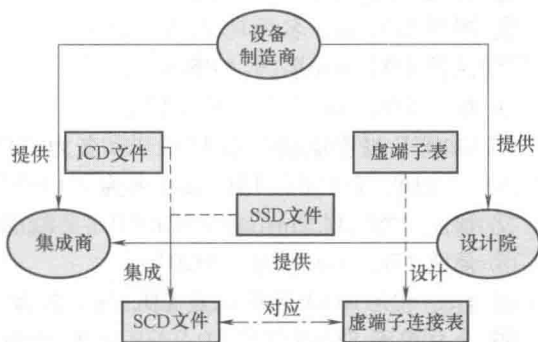 设备
制造商
提供
ICD文件
虚端子表
提供
SSD文件
集成商
设计院
集成
提供
设计
SCD文件
对应
虚端子连接表